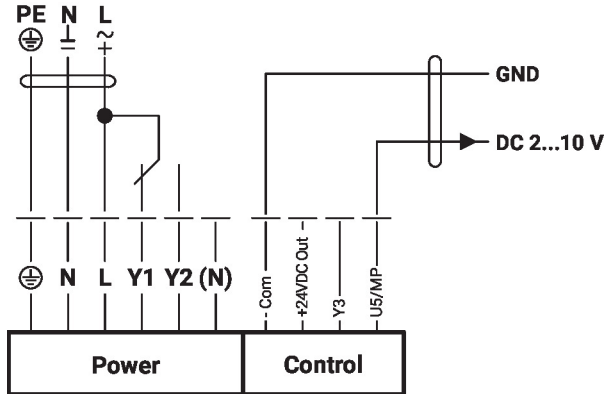 PE N L
GND
DC 2...10 V
N L Y1 Y2 (N)
- Com
+24VDC Out -
Y3
U5/MP
Power
Control